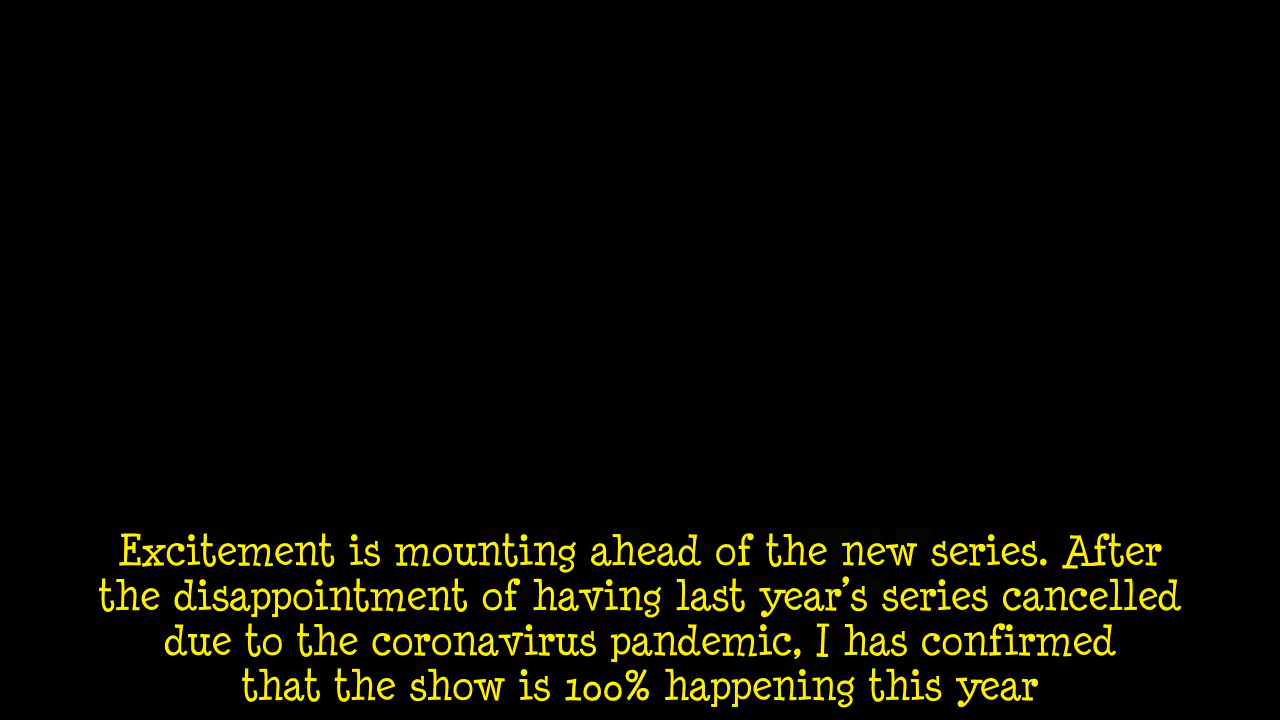 Excitement is mounting ahead of the new series. After
the disappointment of having last year's series cancelled
due to the coronavirus pandemic, I has confirmed
that the show is 100% happening this year